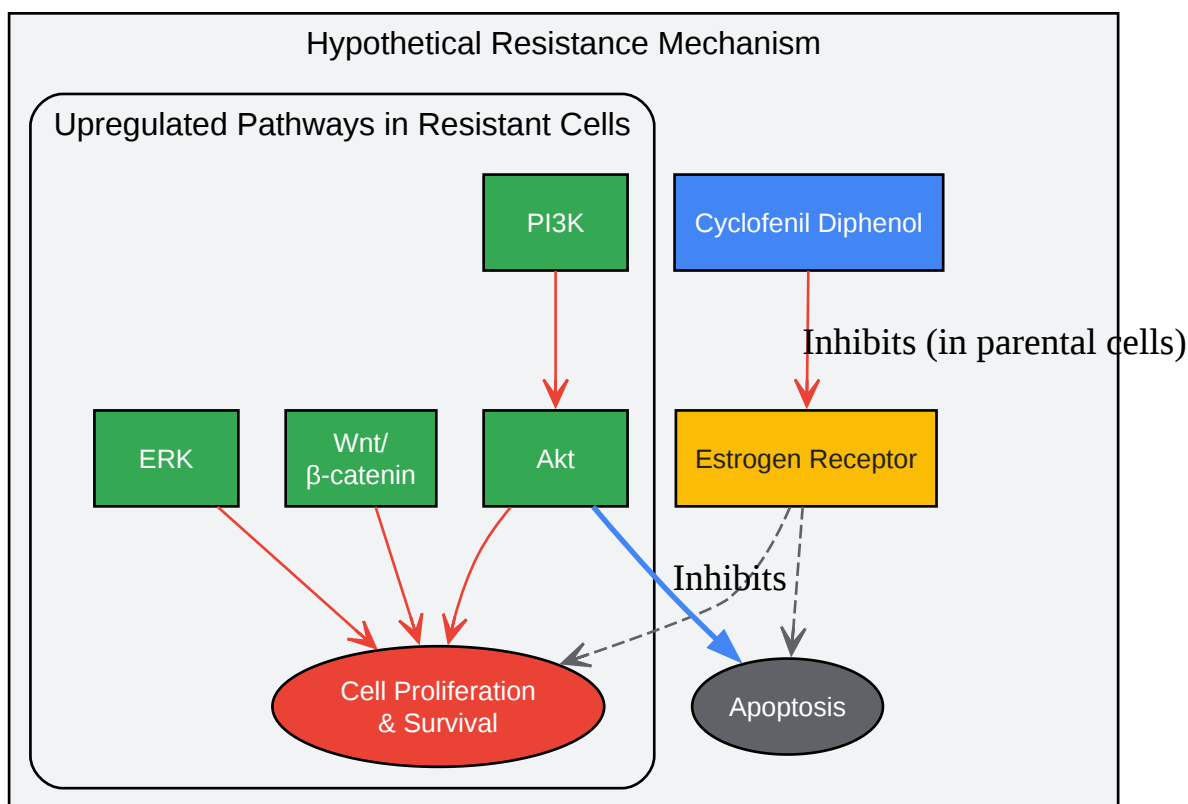 Hypothetical Resistance Mechanism
Upregulated Pathways in Resistant Cells
PI3K
Cyclofenil Diphenol
Inhibits (in parental cells)
ERK
Wnt/
β-catenin
Akt
Estrogen Receptor
Inhibits
Cell Proliferation
& Survival
Apoptosis